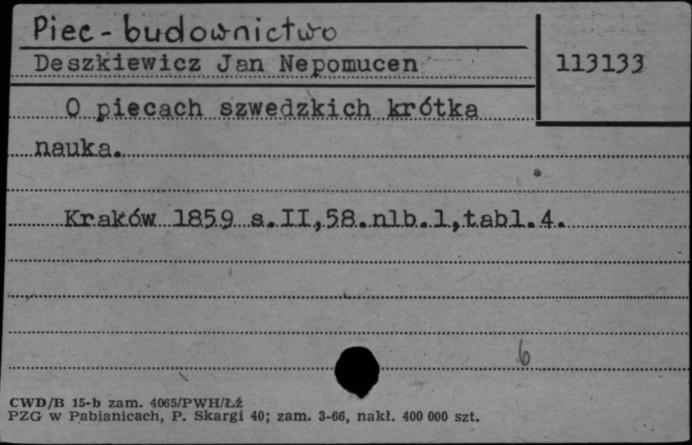 Piec - budownictwo
Deszkiewicz Jan Nepomucen
113133
O piecach szwedzkich krótka
nauka.
Kraków 1859 s.II,58.nlb.1,tabl.4.
6
CWD/B 15-b zam. 4065/PWH/Łź
PZG w Pabianicach, P. Skargi 40; zam. 3-66, nakł. 400 000 szt.